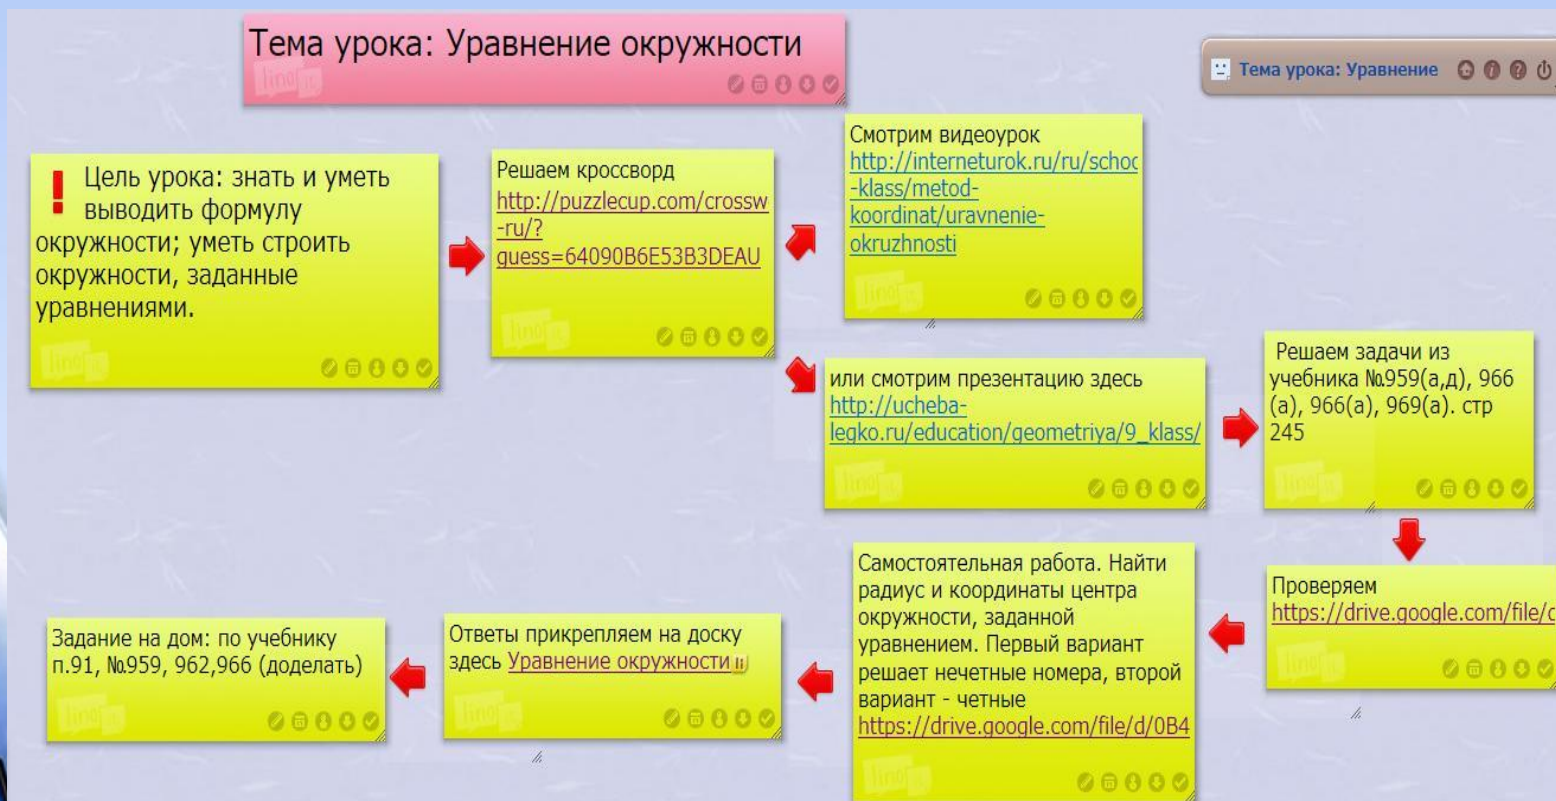 Тема урока: Уравнение окружности
Тема урока: Уравнение
Цель урока: знать и уметь
выводить формулу
окружности; уметь строить
окружности, заданные
уравнениями.
Решаем кроссворд
http://puzzlecup.com/crossw
-ru/?
guess=64090B6E53B3DEAU
Смотрим видеоурок
http://interneturok.ru/ru/schoo
-klass/metod-
koordinat/uravnenie-
okruzhnosti
или смотрим презентацию здесь
http://ucheba-
legko.ru/education/geometriya/9_klass/
Решаем задачи из
учебника №959(а,д), 966
(а), 966(а), 969(а). стр
245
Проверяем
https://drive.google.com/file/d
Самостоятельная работа. Найти
радиус и координаты центра
окружности, заданной
уравнением. Первый вариант
решает нечетные номера, второй
вариант - четные
https://drive.google.com/file/d/0B4
Ответы прикрепляем на доску
здесь Уравнение окружности
Задание на дом: по учебнику
п.91, №959, 962,966 (доделать)